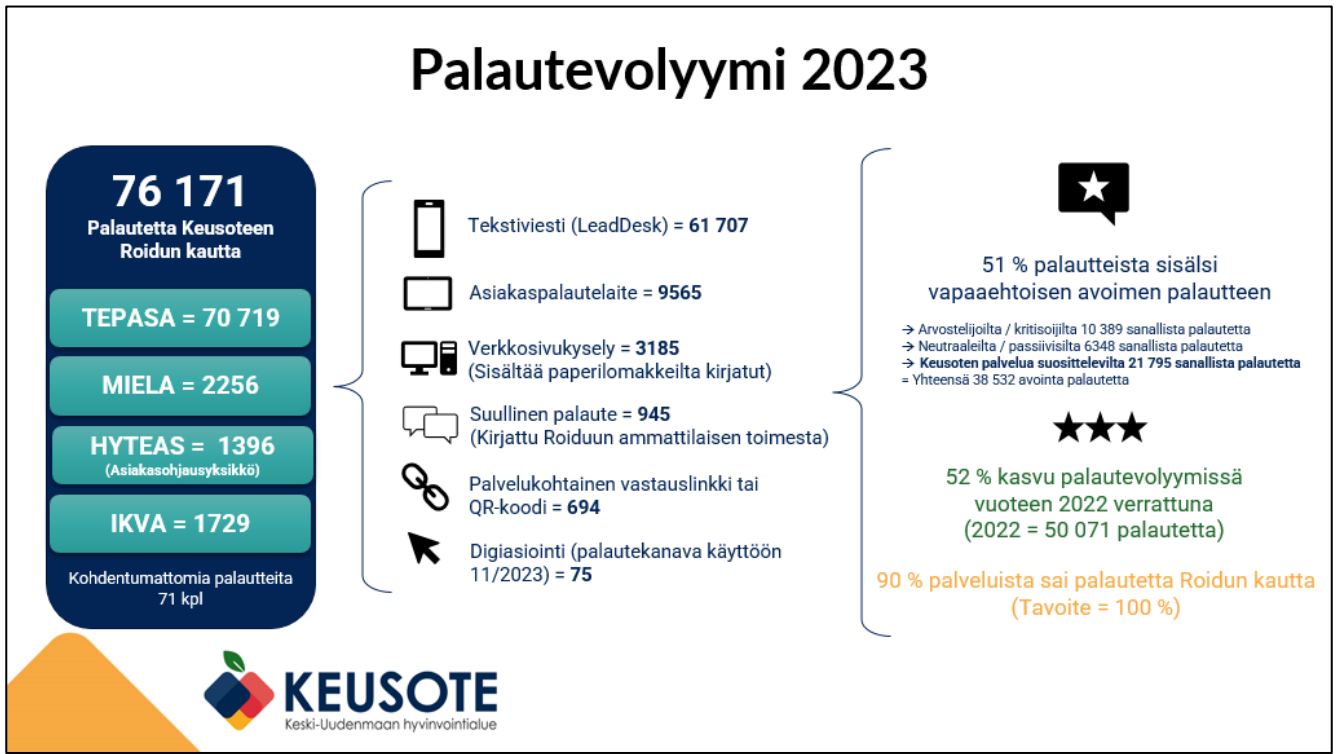 Palautevolyymi 2023
76 171
Palautetta Keusoteen
Roidun kautta
TEPASA = 70 719
MIELA = 2256
HYTEAS = 1396
(Asiakasohjausyksikkö)
IKVA = 1729
Kohdentumattomia palautteita
71 kpl
Tekstiviesti (LeadDesk) = 61 707
Asiakaspalautelaite = 9565
Verkkosivukysely = 3185
(Sisältää paperilomakkeilta kirjatut)
Suullinen palaute = 945
(Kirjattu Roiduun ammattilaisen toimesta)
Palvelukohtainen vastauslinkki tai
QR-koodi = 694
Digiasiointi (palautekanava käyttöön
11/2023) = 75
51 % palautteista sisälsi
vapaaehtoisen avoimen palautteen
→ Arvostelijoilta / kritisoijilta 10 389 sanallista palautetta
→ Neutraaleilta / passiivisilta 6348 sanallista palautetta
→ Keusoten palvelua suosittelevilta 21 795 sanallista palautetta
= Yhteensä 38 532 avointa palautetta
52 % kasvu palautevolyymissä
vuoteen 2022 verrattuna
(2022 = 50 071 palautetta)
90 % palveluista sai palautetta Roidun kautta
(Tavoite = 100 %)
KEUSOTE
Keski-Uudenmaan hyvinvointialue